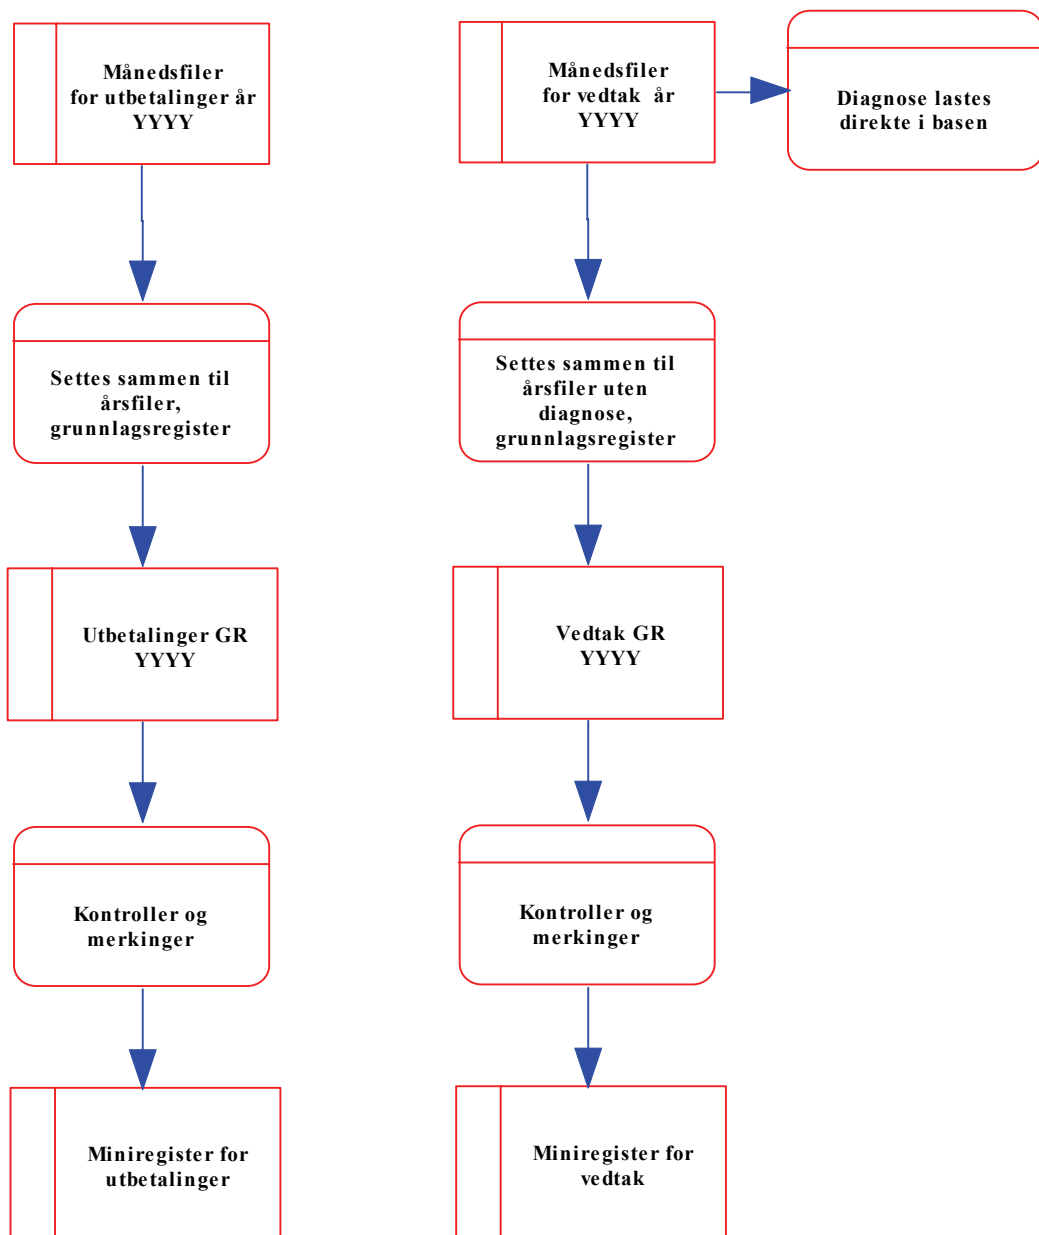 Månedsfiler
for utbetalinger år
YYYY
Månedsfiler
for vedtak år
YYYY
Diagnose lastes
direkte i basen
Settes sammen til
årsfiler,
grunnlagsregister
Settes sammen til
årsfiler uten
diagnose,
grunnlagsregister
Utbetalinger GR
YYYY
Vedtak GR
YYYY
Kontroller og
merkinger
Kontroller og
merkinger
Miniregister for
utbetalinger
Miniregister for
vedtak